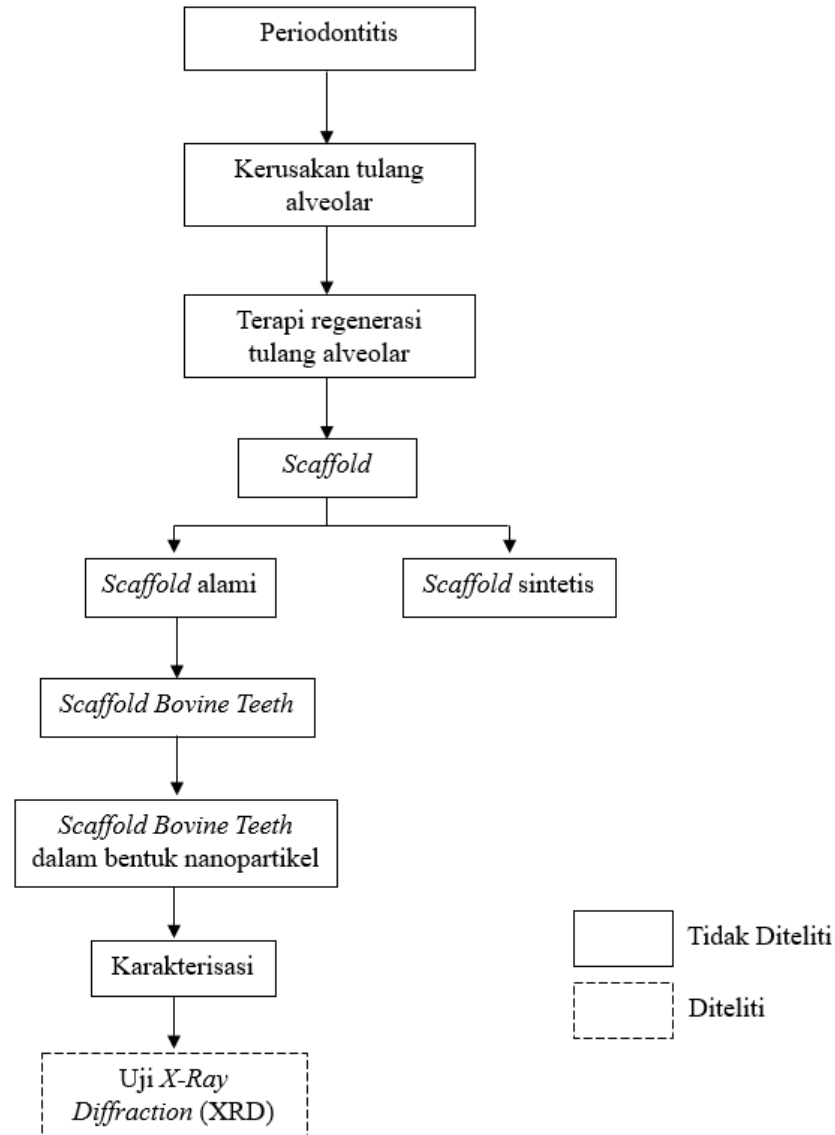 Periodontitis
Kerusakan tulang
alveolar
Terapi regenerasi
tulang alveolar
Scaffold
Scaffold alami
Scaffold sintetis
Scaffold Bovine Teeth
Scaffold Bovine Teeth
dalam bentuk nanopartikel
Karakterisasi
Tidak Diteliti
Diteliti
Uji X-Ray
Diffraction (XRD)